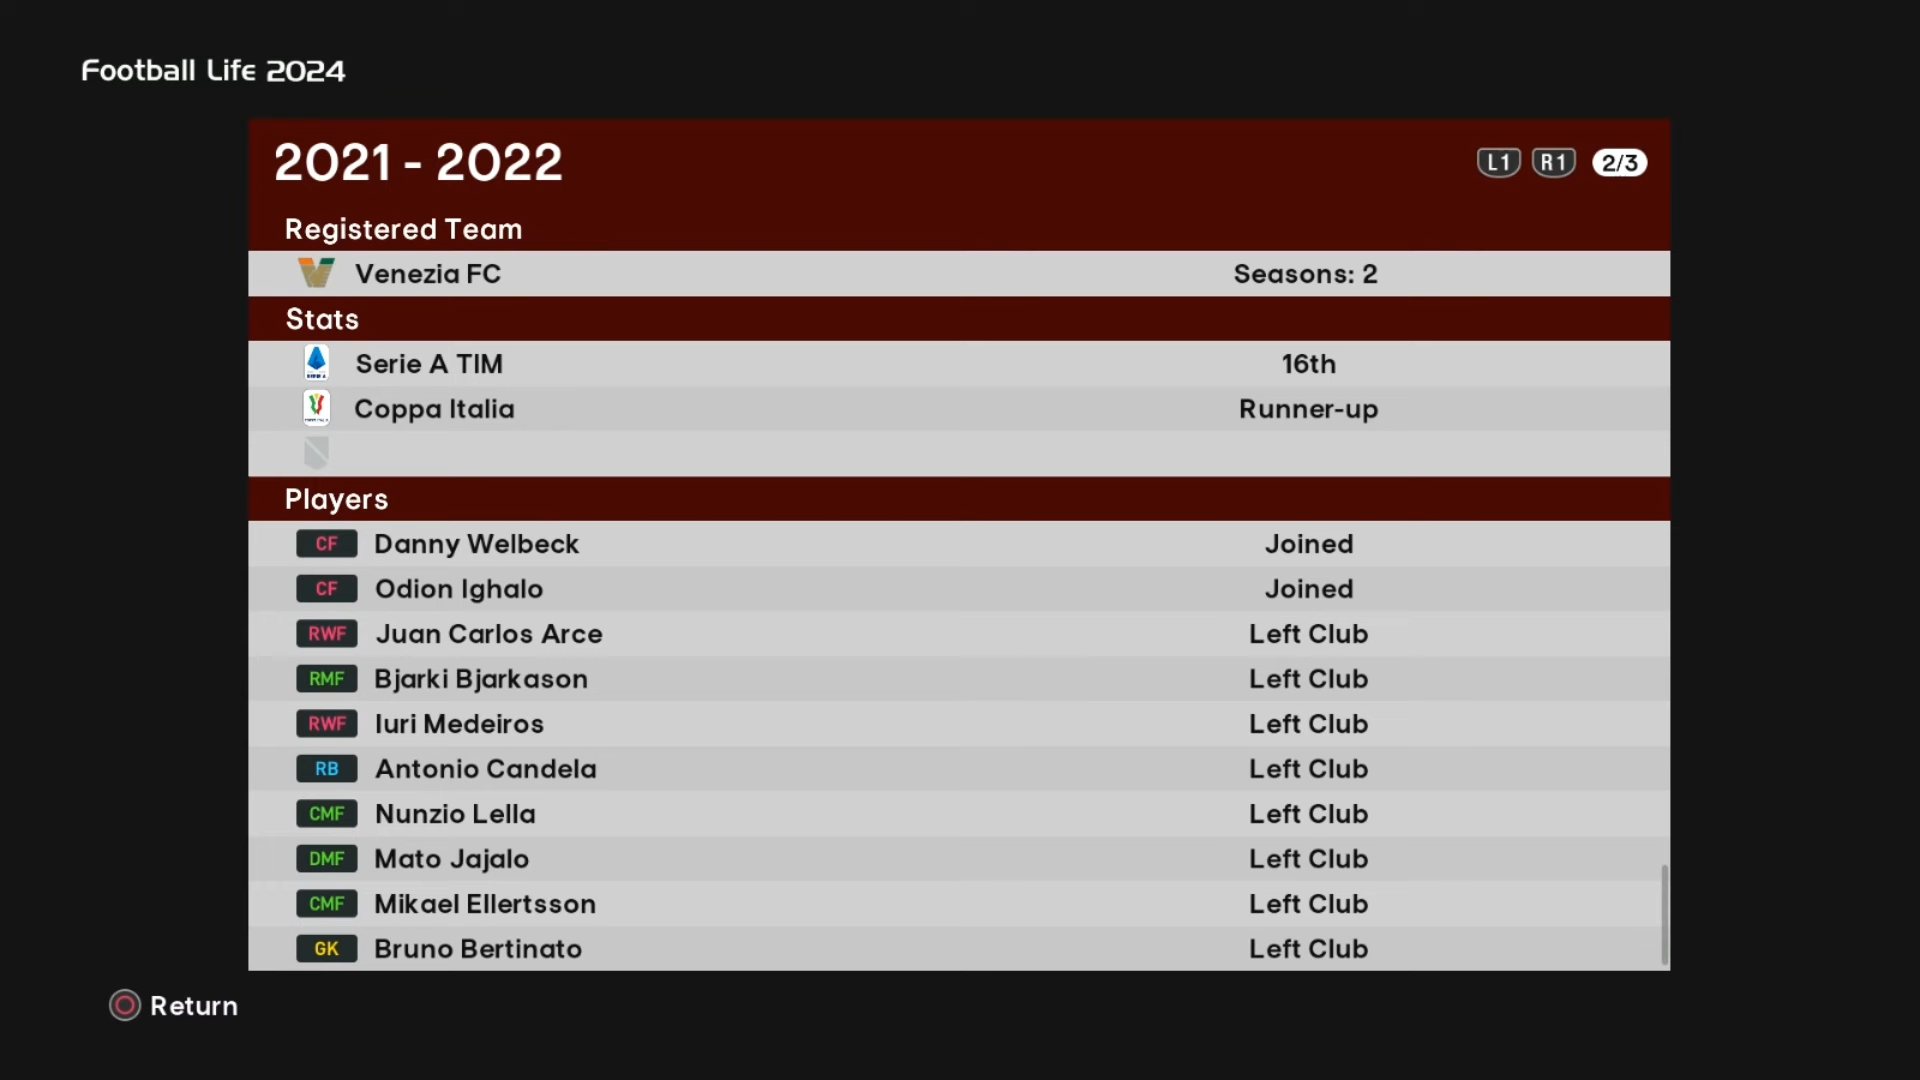 Football Life 2024
2021 - 2022 L1 R1 2/3
Registered Team
Venezia FC Seasons: 2
Stats
Serie A TIM 16th
Coppa Italia Runner-up
Players
CF Danny Welbeck Joined
CF Odion Ighalo Joined
RWF Juan Carlos Arce Left Club
RMF Bjarki Bjarkason Left Club
RWF Iuri Medeiros Left Club
RB Antonio Candela Left Club
CMF Nunzio Lella Left Club
DMF Mato Jajalo Left Club
CMF Mikael Ellertsson Left Club
GK Bruno Bertinato Left Club
Return